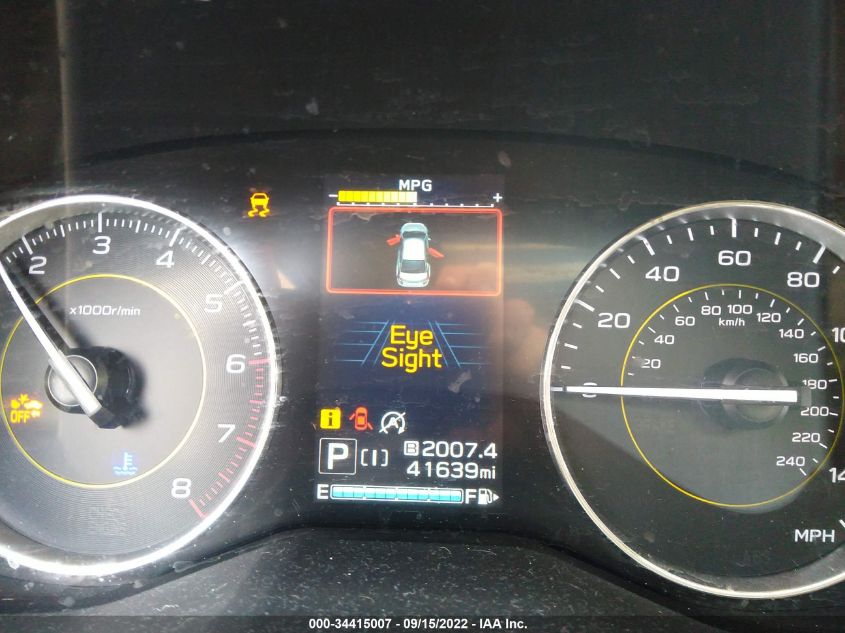 MPG
- +
2 3 4 5 6 7 8
x1000r/min
OFF
Eye
Sight
i
P [I] B 2007.4
41639mi
E F
0 20 40 60 80
20 40 60 80 100 120 140 160 180 200 220 240
km/h
MPH
000-34415007 - 09/15/2022 - IAA Inc.